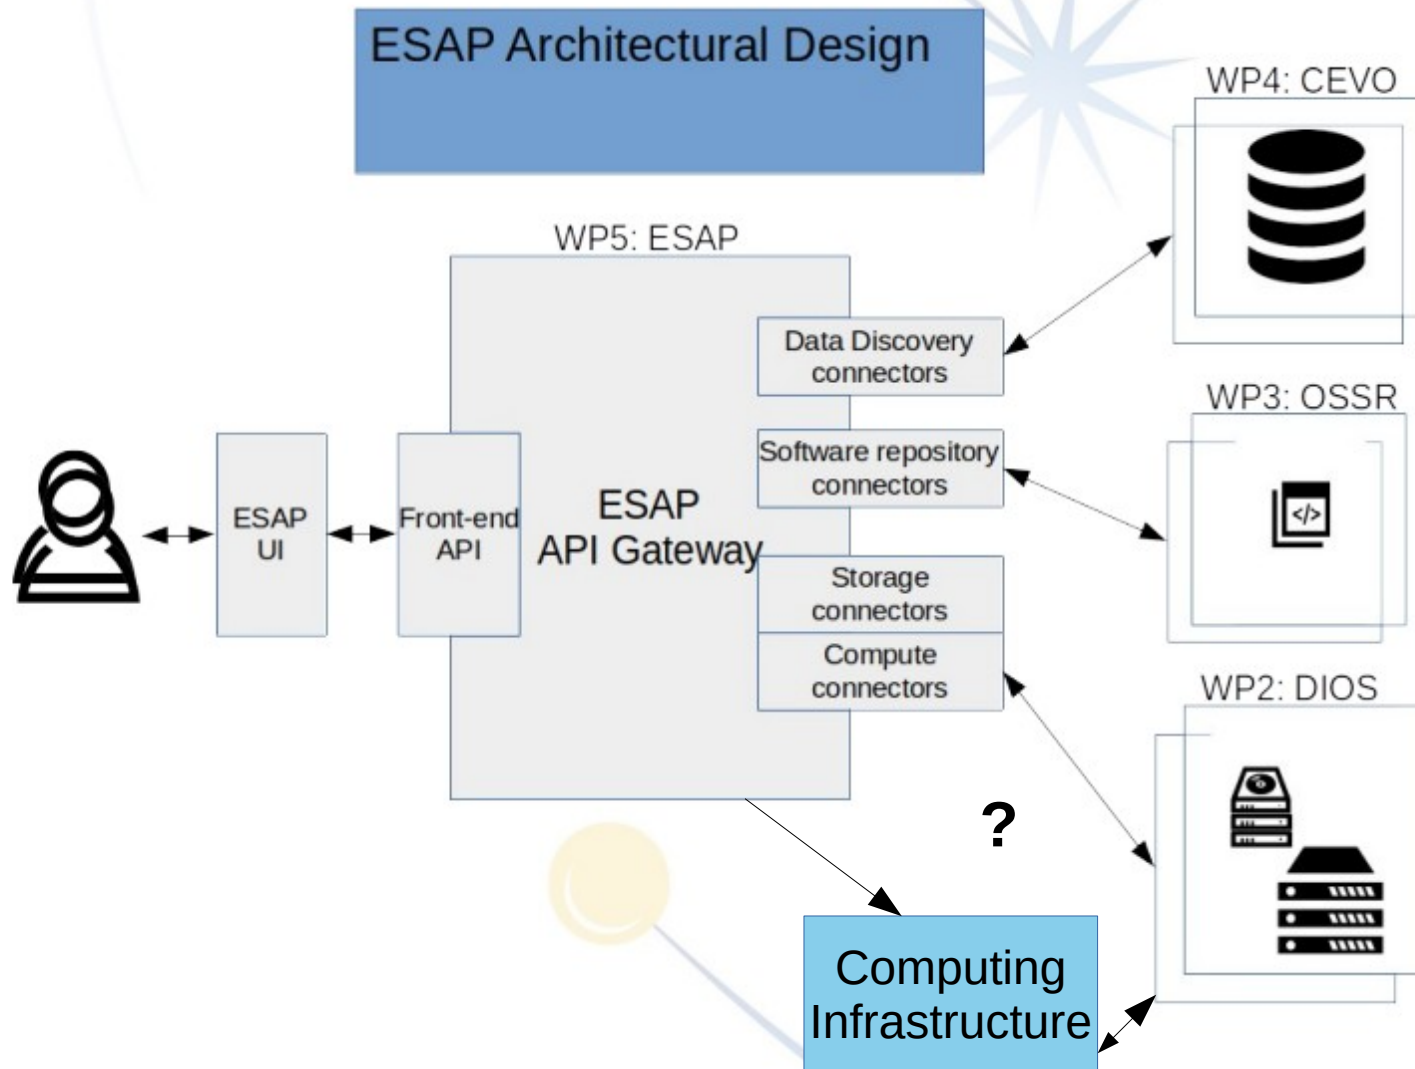 ESAP Architectural Design
WP4: CEVO
WP5: ESAP
Data Discovery
connectors
WP3: OSSR
Software repository
connectors
ESAP
UI
Front-end
API
ESAP
API Gateway
</>
Storage
connectors
Compute
connectors
WP2: DIOS
?
Computing
Infrastructure